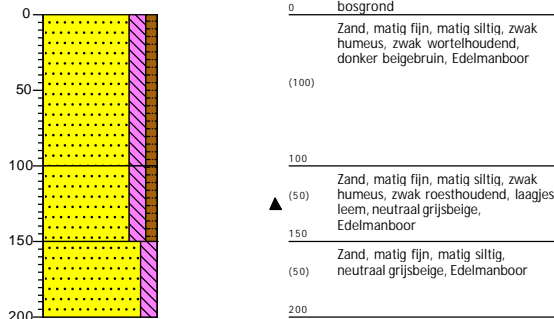 0
50
100
150
200
0 bosgrond
Zand, matig fijn, matig siltig, zwak
humeus, zwak wortelhoudend,
donker beigebruin, Edelmanboor
(100)
100
Zand, matig fijn, matig siltig, zwak
(50) humeus, zwak roesthoudend, laagjes
leem, neutraal grijsbeige,
Edelmanboor
150
Zand, matig fijn, matig siltig,
(50) neutraal grijsbeige, Edelmanboor
200